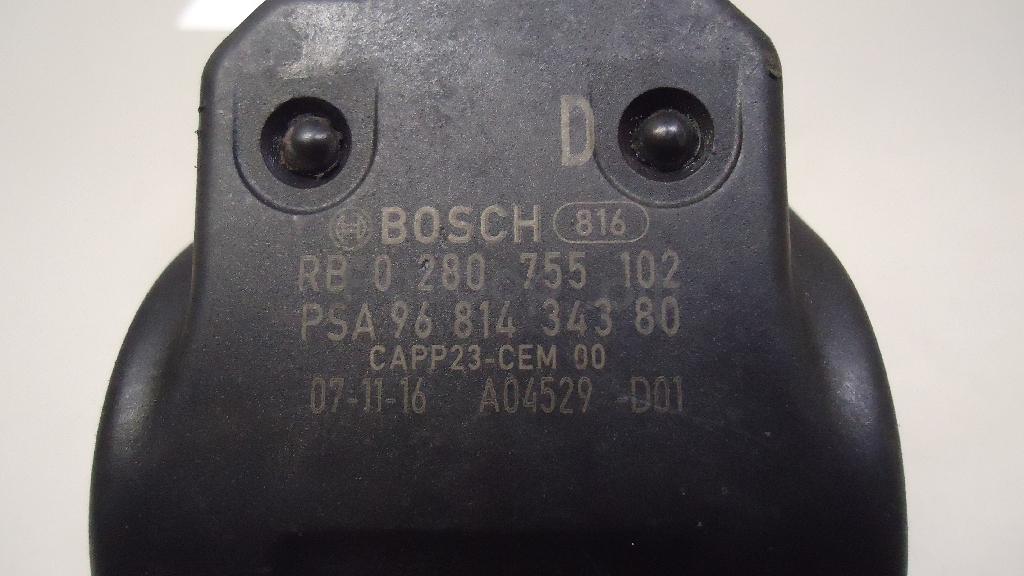 D
BOSCH 816
RB 0 280 755 102
PSA 96 814 343 80
CAPP23-CEM 00
07-11-16 A04529 -D01